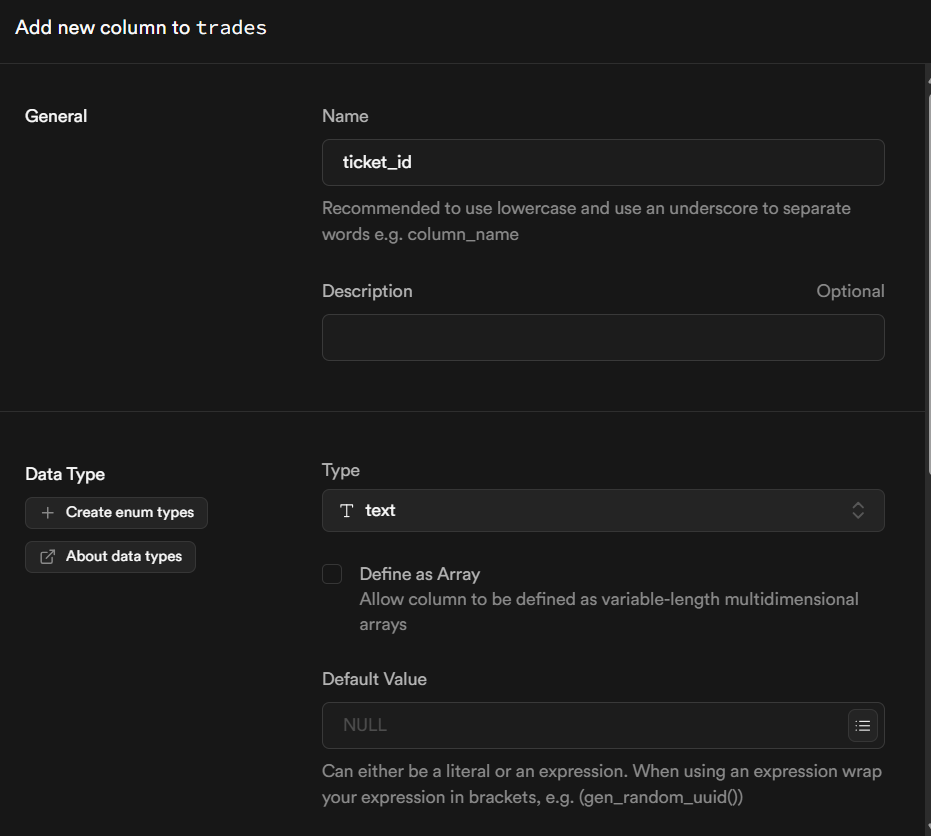 Add new column to trades
General
Name
ticket_id
Recommended to use lowercase and use an underscore to separate
words e.g. column_name
Description
Optional
Data Type
Create enum types
About data types
Type
text
Define as Array
Allow column to be defined as variable-length multidimensional
arrays
Default Value
NULL
Can either be a literal or an expression. When using an expression wrap
your expression in brackets, e.g. (gen_random_uuid())